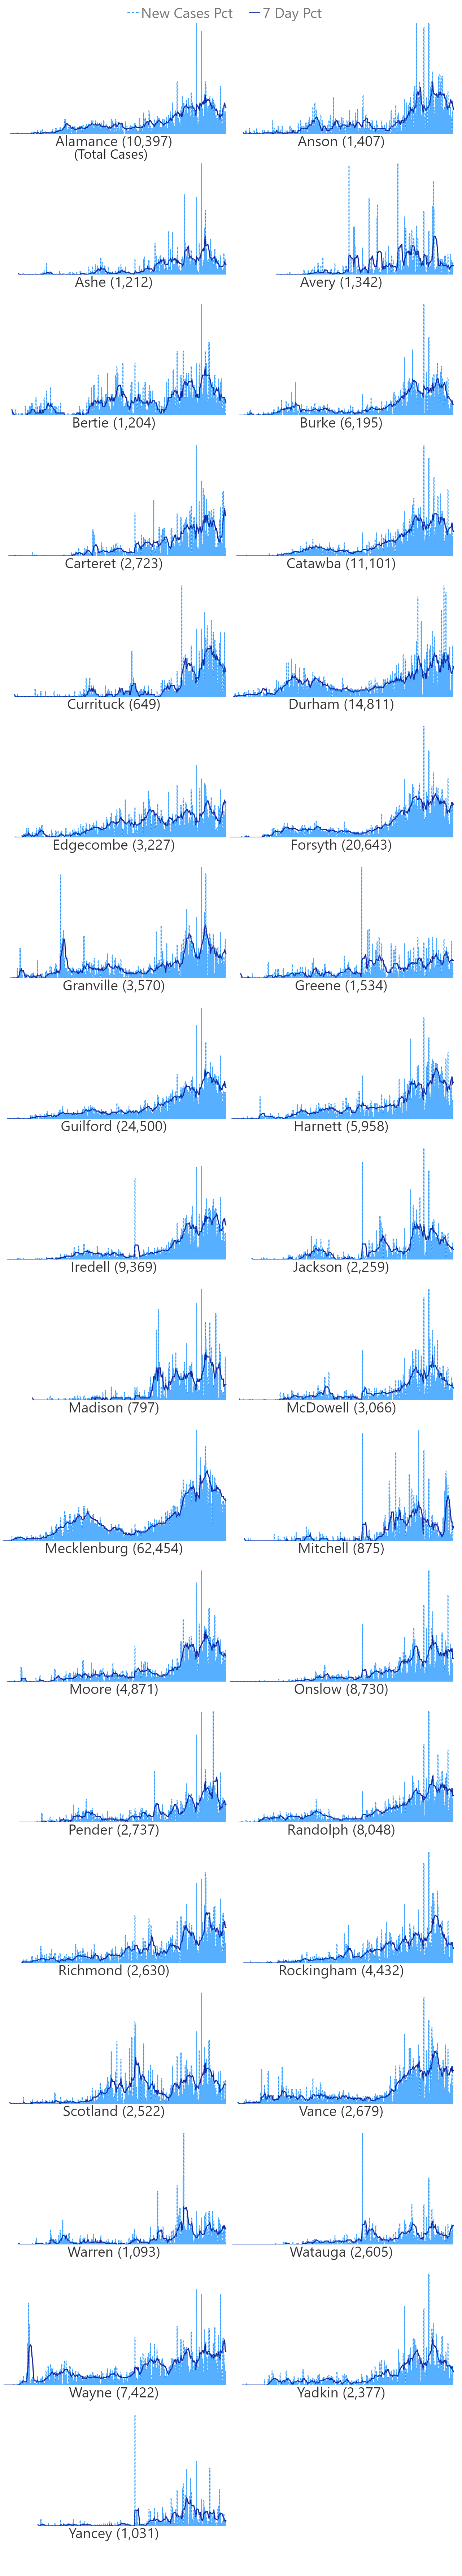 New Cases Pct 7 Day Pct
Alamance (10,397) Anson (1,407)
(Total Cases)
Ashe (1,212) Avery (1,342)
Bertie (1,204) Burke (6,195)
Carteret (2,723) Catawba (11,101)
Currituck (649) Durham (14,811)
Edgecombe (3,227) Forsyth (20,643)
Granville (3,570) Greene (1,534)
Guilford (24,500) Harnett (5,958)
Iredell (9,369) Jackson (2,259)
Madison (797) McDowell (3,066)
Mecklenburg (62,454) Mitchell (875)
Moore (4,871) Onslow (8,730)
Pender (2,737) Randolph (8,048)
Richmond (2,630) Rockingham (4,432)
Scotland (2,522) Vance (2,679)
Warren (1,093) Watauga (2,605)
Wayne (7,422) Yadkin (2,377)
Yancey (1,031)